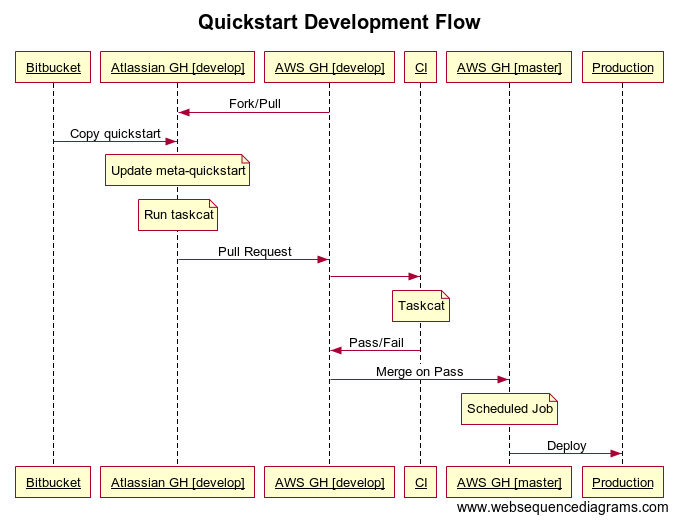 Quickstart Development Flow
Bitbucket
Atlassian GH [develop]
AWS GH [develop]
CI
AWS GH [master]
Production
Fork/Pull
Copy quickstart
Update meta-quickstart
Run taskcat
Pull Request
Taskcat
Pass/Fail
Merge on Pass
Scheduled Job
Deploy
Bitbucket
Atlassian GH [develop]
AWS GH [develop]
CI
AWS GH [master]
Production
www.websequencediagrams.com